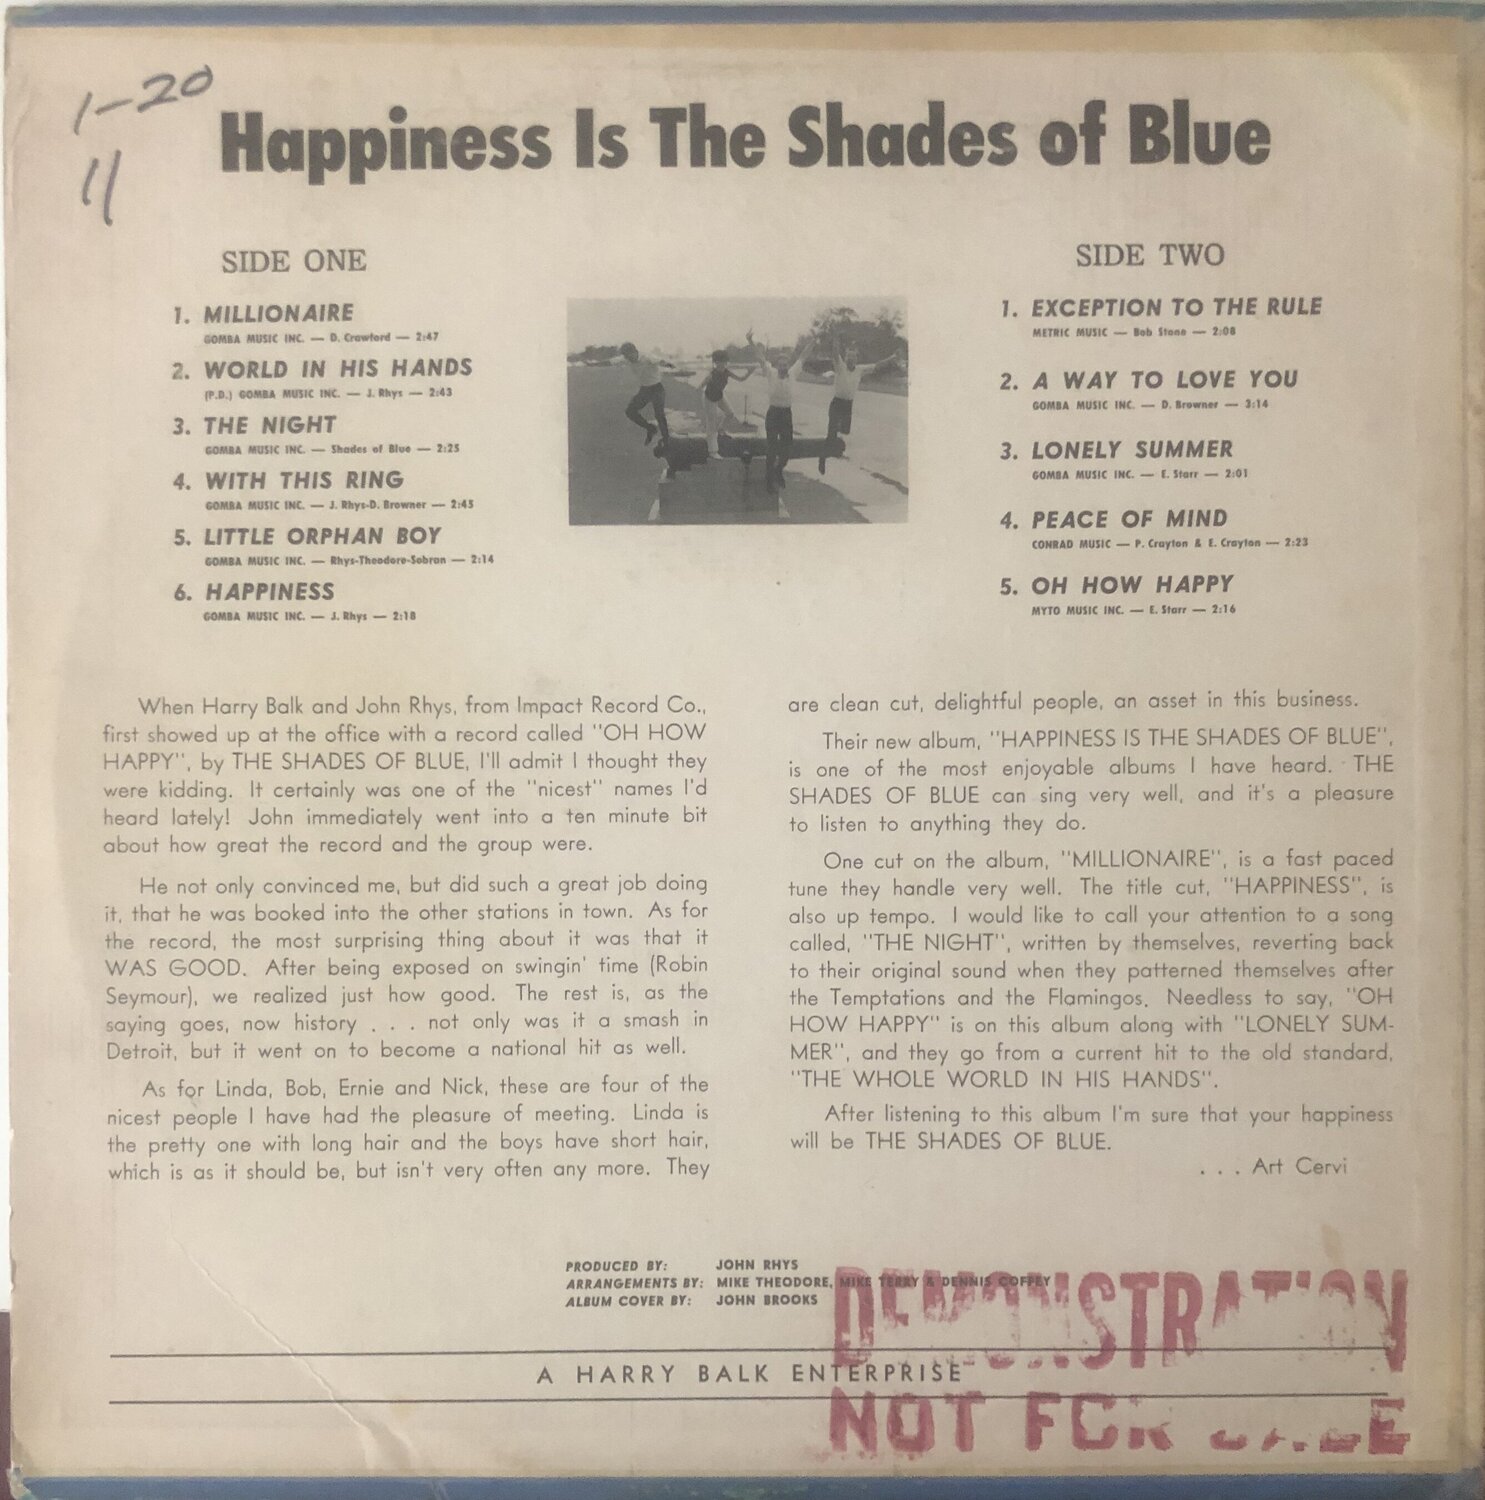 1-20
11
Happiness Is The Shades of Blue
SIDE ONE
1. MILLIONAIRE
GOMBA MUSIC INC. — D. Crawford — 2:47
2. WORLD IN HIS HANDS
(P.D.) GOMBA MUSIC INC. — J. Rhys — 2:43
3. THE NIGHT
GOMBA MUSIC INC. — Shades of Blue — 2:25
4. WITH THIS RING
GOMBA MUSIC INC. — J. Rhys-D. Browner — 2:45
5. LITTLE ORPHAN BOY
GOMBA MUSIC INC. — Rhys-Theodore-Sobran — 2:14
6. HAPPINESS
GOMBA MUSIC INC. — J. Rhys — 2:18
SIDE TWO
1. EXCEPTION TO THE RULE
METRIC MUSIC — Bob Stone — 2:08
2. A WAY TO LOVE YOU
GOMBA MUSIC INC. — D. Browner — 3:14
3. LONELY SUMMER
GOMBA MUSIC INC. — E. Starr — 2:01
4. PEACE OF MIND
CONRAD MUSIC — P. Crayton & E. Crayton — 2:23
5. OH HOW HAPPY
MYTO MUSIC INC. — E. Starr — 2:16
When Harry Balk and John Rhys, from Impact Record Co.,
first showed up at the office with a record called "OH HOW
HAPPY", by THE SHADES OF BLUE, I'll admit I thought they
were kidding. It certainly was one of the "nicest" names I'd
heard lately! John immediately went into a ten minute bit
about how great the record and the group were.
He not only convinced me, but did such a great job doing
it, that he was booked into the other stations in town. As for
the record, the most surprising thing about it was that it
WAS GOOD. After being exposed on swingin' time (Robin
Seymour), we realized just how good. The rest is, as the
saying goes, now history . . . not only was it a smash in
Detroit, but it went on to become a national hit as well.
As for Linda, Bob, Ernie and Nick, these are four of the
nicest people I have had the pleasure of meeting. Linda is
the pretty one with long hair and the boys have short hair,
which is as it should be, but isn't very often any more. They
are clean cut, delightful people, an asset in this business.
Their new album, "HAPPINESS IS THE SHADES OF BLUE",
is one of the most enjoyable albums I have heard. THE
SHADES OF BLUE can sing very well, and it's a pleasure
to listen to anything they do.
One cut on the album, "MILLIONAIRE", is a fast paced
tune they handle very well. The title cut, "HAPPINESS", is
also up tempo. I would like to call your attention to a song
called, "THE NIGHT", written by themselves, reverting back
to their original sound when they patterned themselves after
the Temptations and the Flamingos. Needless to say, "OH
HOW HAPPY" is on this album along with "LONELY SUM-
MER", and they go from a current hit to the old standard,
"THE WHOLE WORLD IN HIS HANDS".
After listening to this album I'm sure that your happiness
will be THE SHADES OF BLUE.
. . . Art Cervi
PRODUCED BY: JOHN RHYS
ARRANGEMENTS BY: MIKE THEODORE, MIKE TERRY & DENNIS COFFEY
ALBUM COVER BY: JOHN BROOKS
DEMONSTRATION
NOT FOR SALE
A HARRY BALK ENTERPRISE